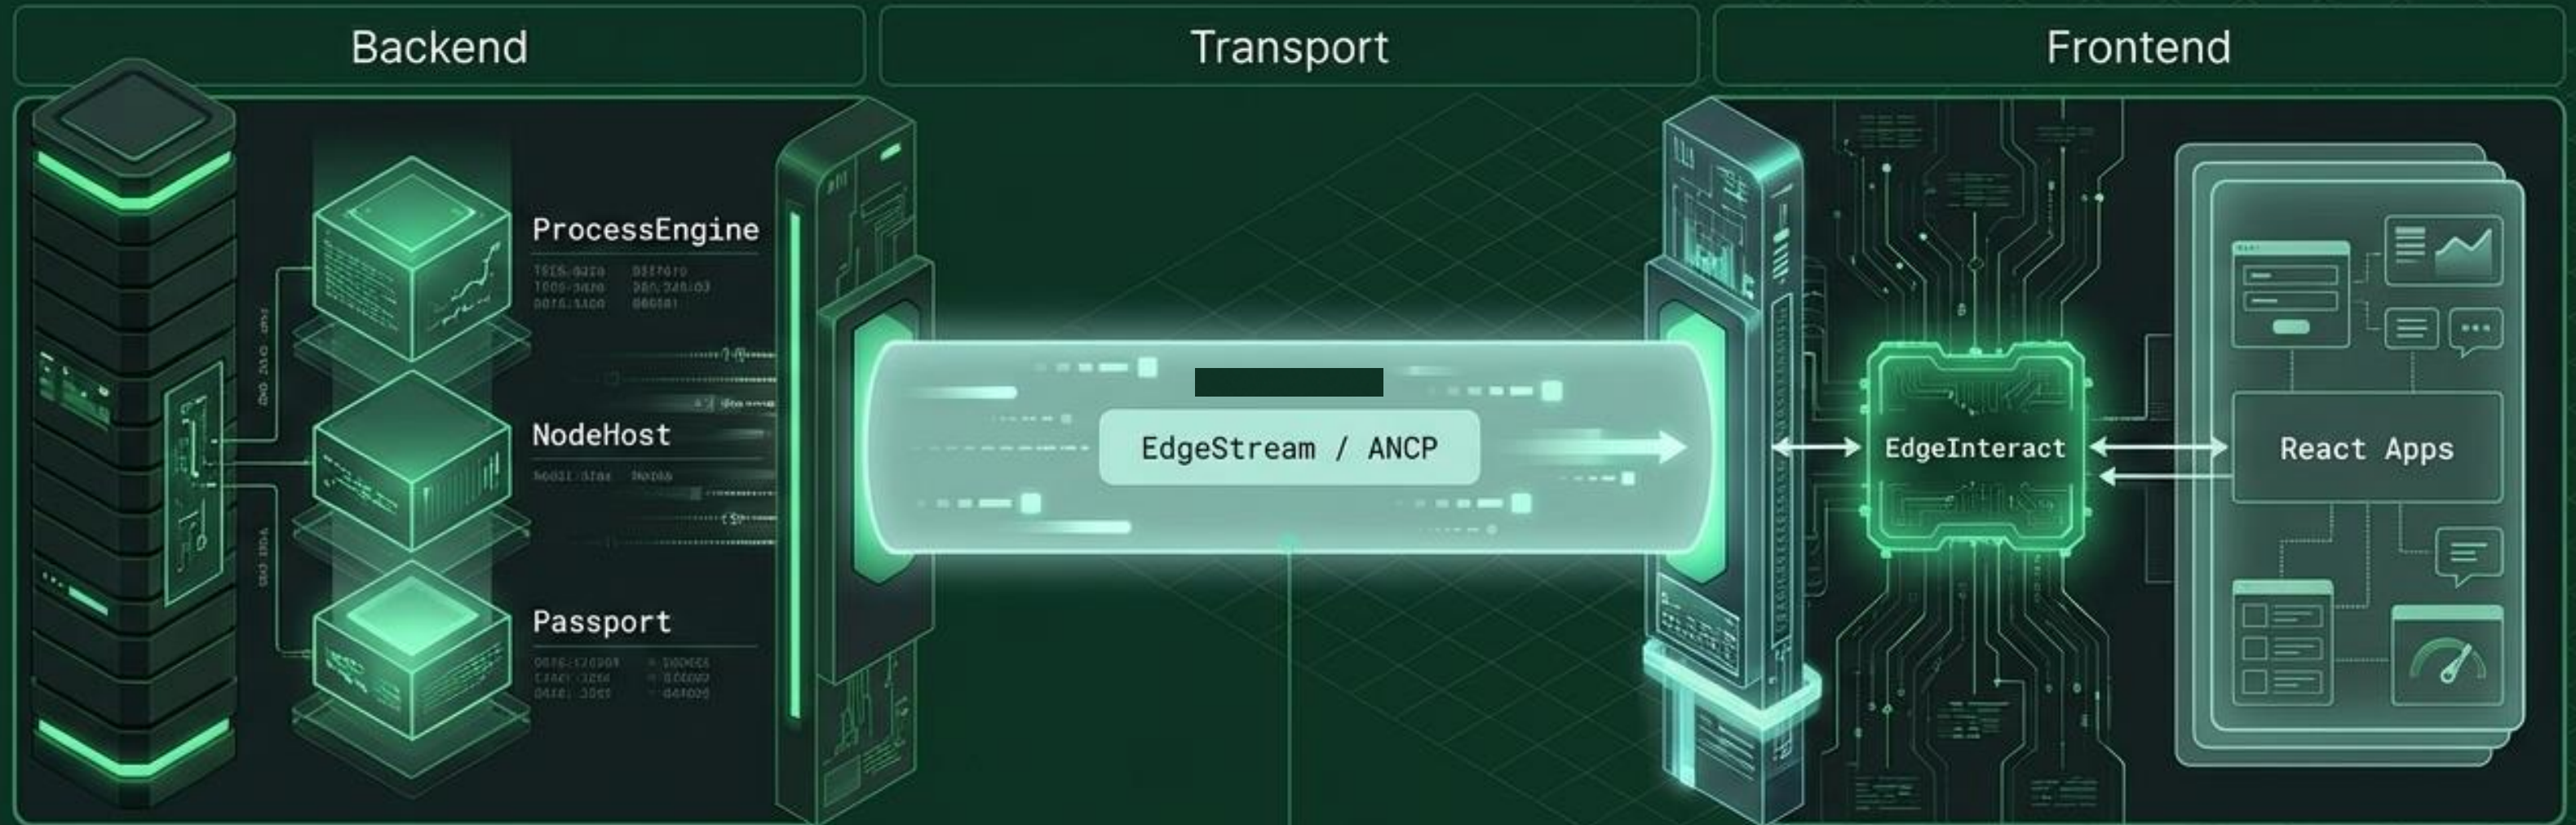 Backend
Transport
Frontend
ProcessEngine
NodeHost
Passport
EdgeStream / ANCP
EdgeInteract
React Apps